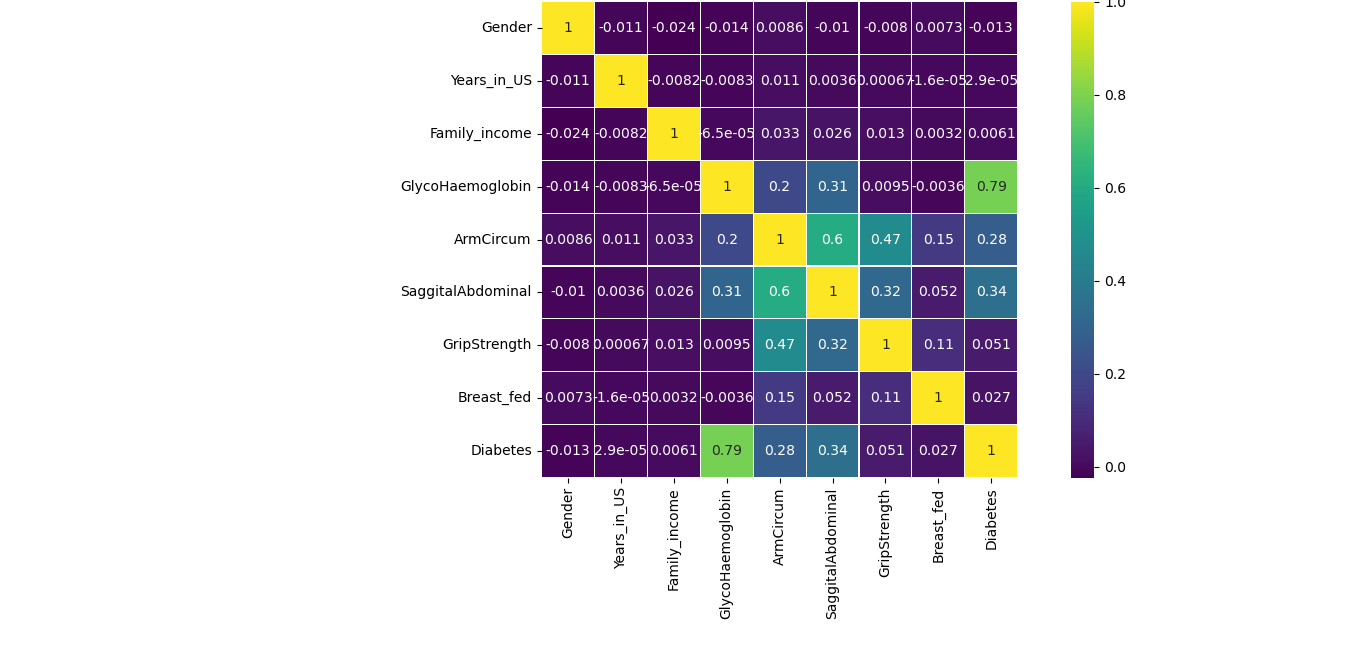 1.0
Gender 1 -0.011 -0.024 -0.014 0.0086 -0.01 -0.008 0.0073 -0.013
Years_in_US -0.011 1 -0.0082 -0.0083 0.011 0.0036 0.00067 -1.6e-05 2.9e-05
0.8
Family_income -0.024 -0.0082 1 -6.5e-05 0.033 0.026 0.013 0.0032 0.0061
GlycoHaemoglobin -0.014 -0.0083 -6.5e-05 1 0.2 0.31 0.0095 -0.0036 0.79
0.6
ArmCircum 0.0086 0.011 0.033 0.2 1 0.6 0.47 0.15 0.28
0.4
SaggitalAbdominal -0.01 0.0036 0.026 0.31 0.6 1 0.32 0.052 0.34
GripStrength -0.008 0.00067 0.013 0.0095 0.47 0.32 1 0.11 0.051
0.2
Breast_fed 0.0073 -1.6e-05 0.0032 -0.0036 0.15 0.052 0.11 1 0.027
Diabetes -0.013 2.9e-05 0.0061 0.79 0.28 0.34 0.051 0.027 1
0.0
Gender
Years_in_US
Family_income
GlycoHaemoglobin
ArmCircum
SaggitalAbdominal
GripStrength
Breast_fed
Diabetes